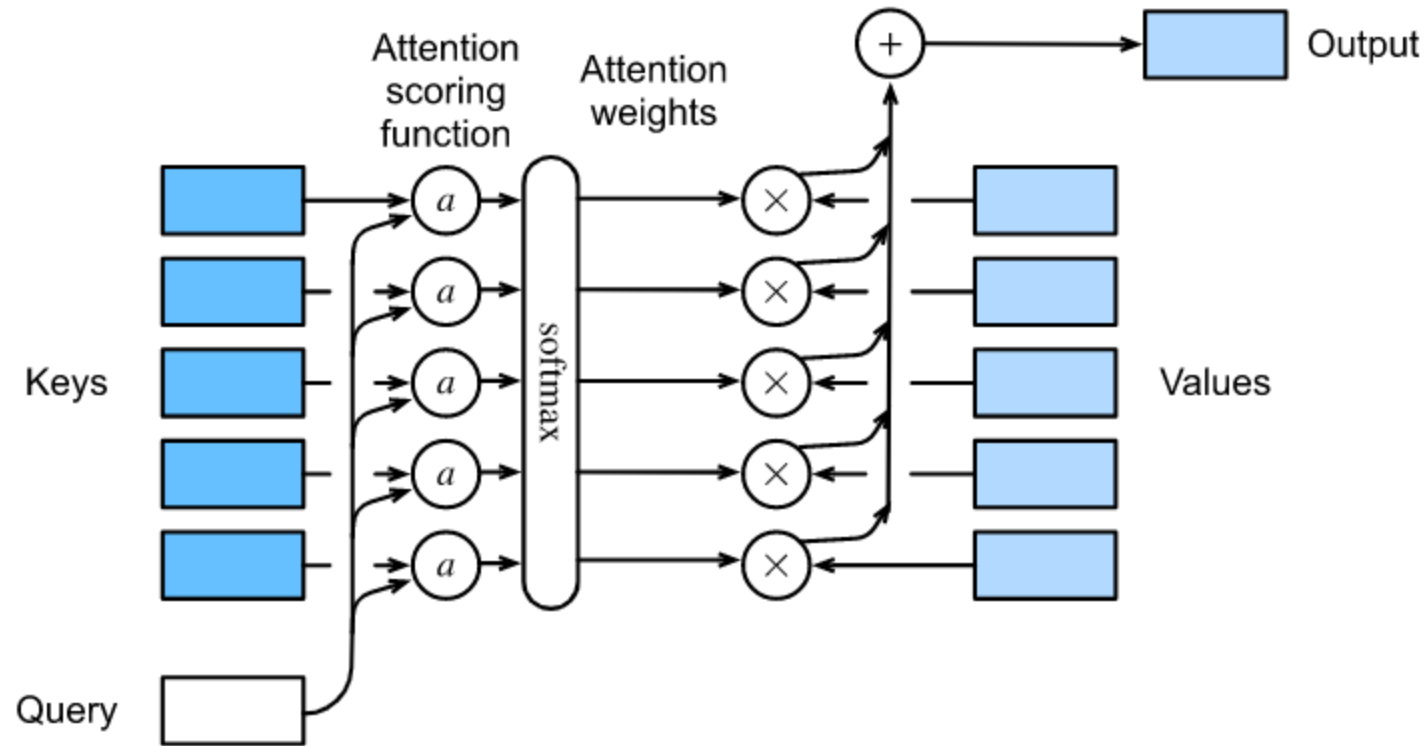 Attention
scoring
function
Attention
weights
+
Output
a
×
a
×
Keys
a
softmax
×
Values
a
×
a
×
Query